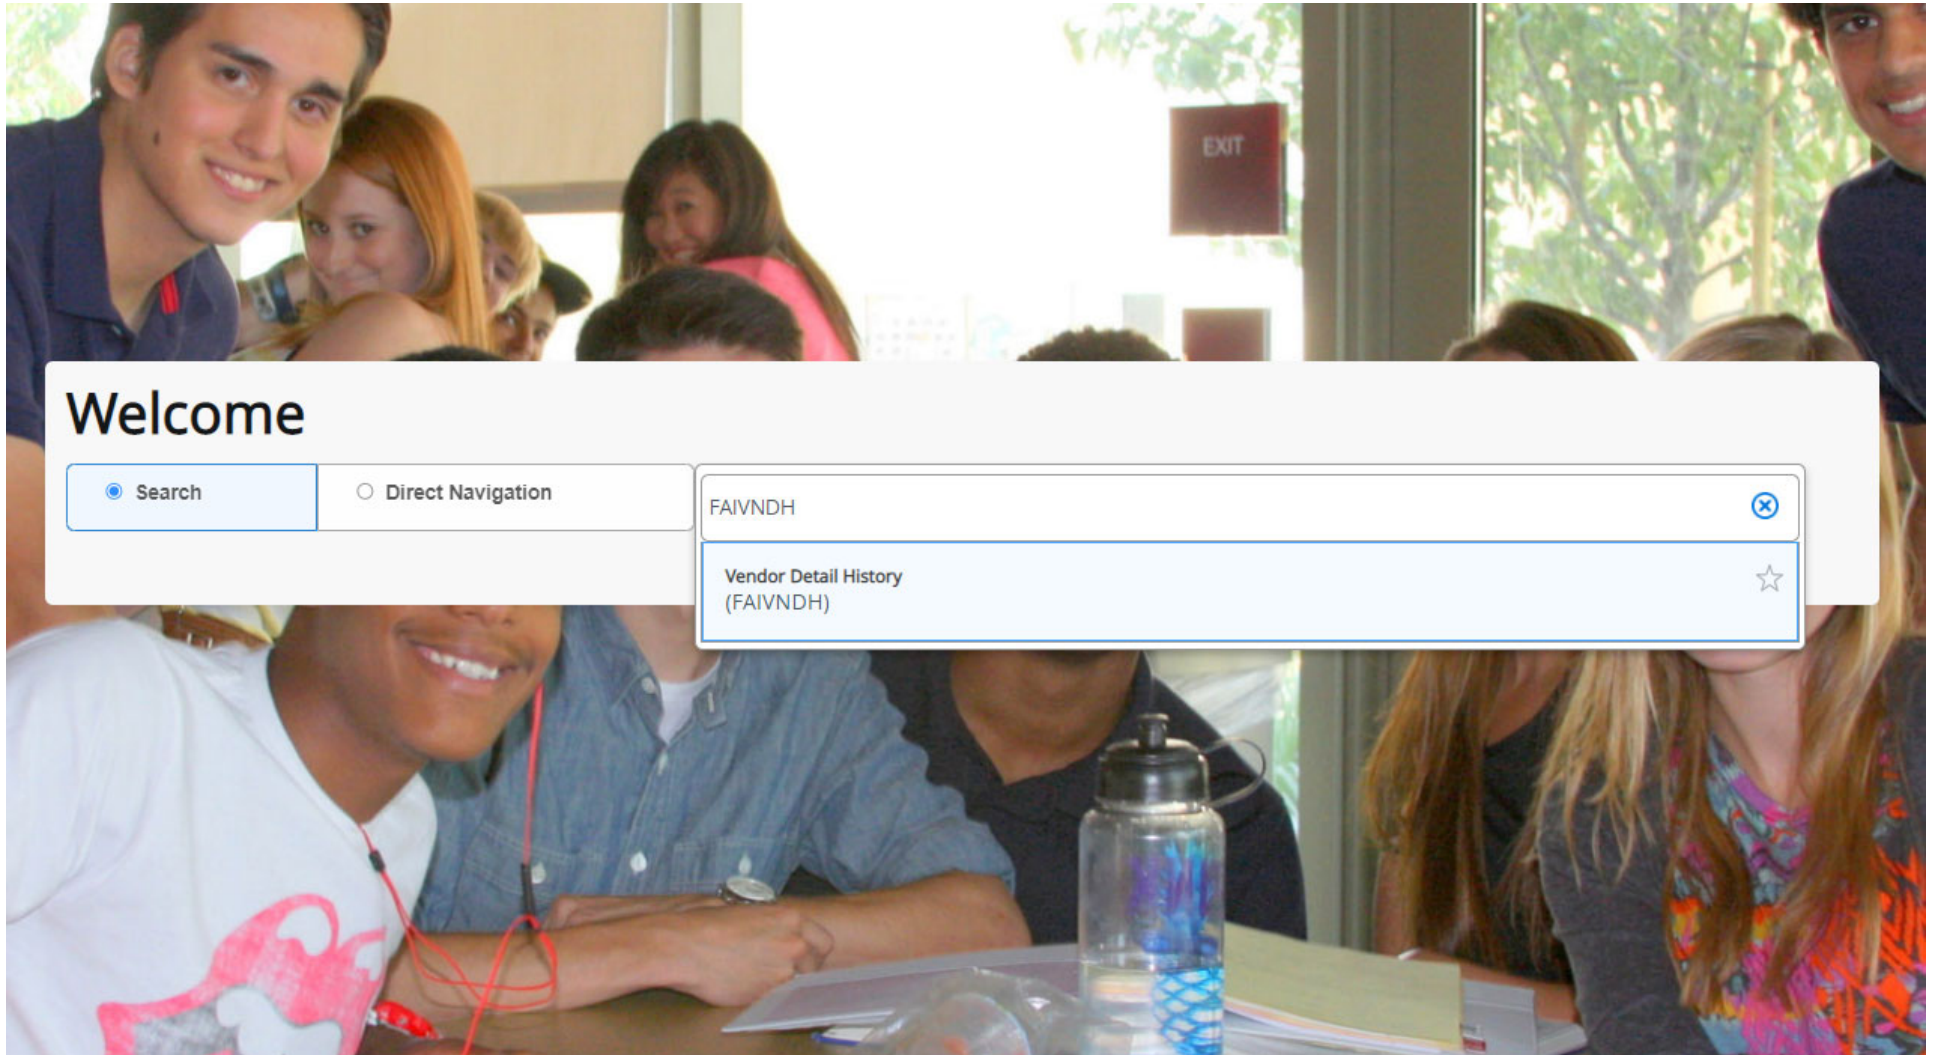 EXIT
Welcome
Search
Direct Navigation
FAIVNDH
Vendor Detail History
(FAIVNDH)